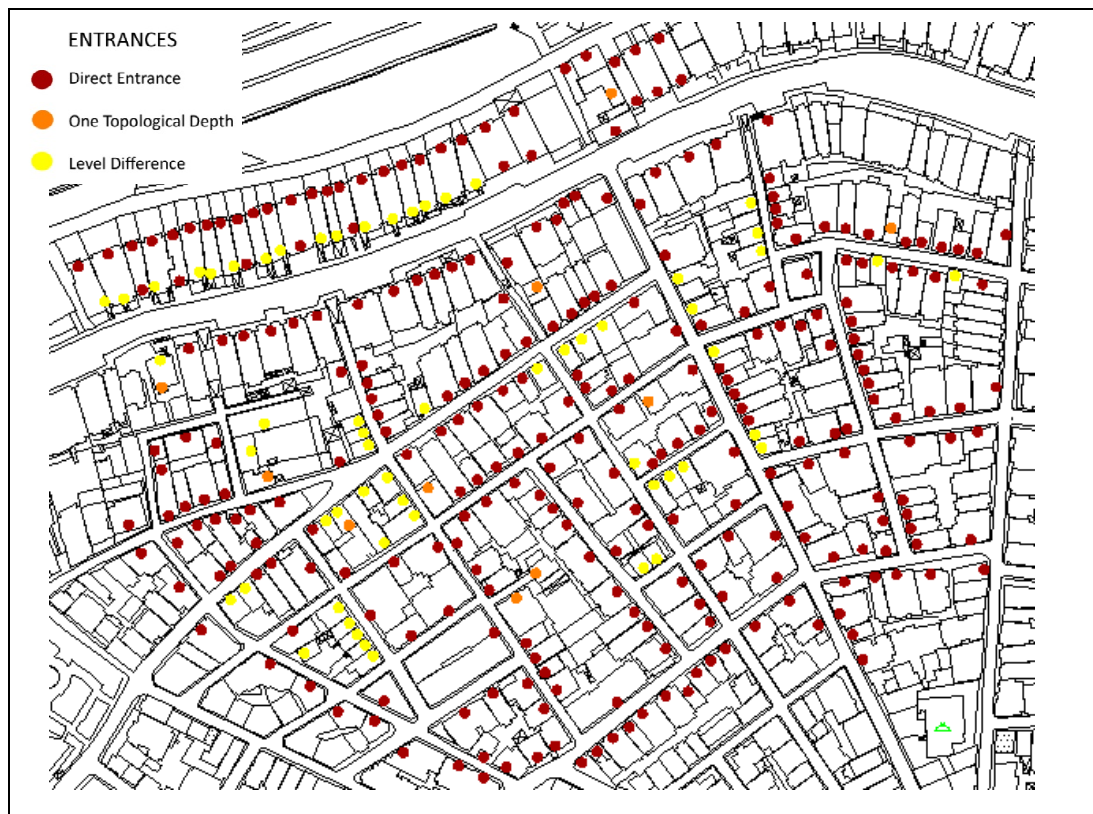 ENTRANCES
Direct Entrance
One Topological Depth
Level Difference